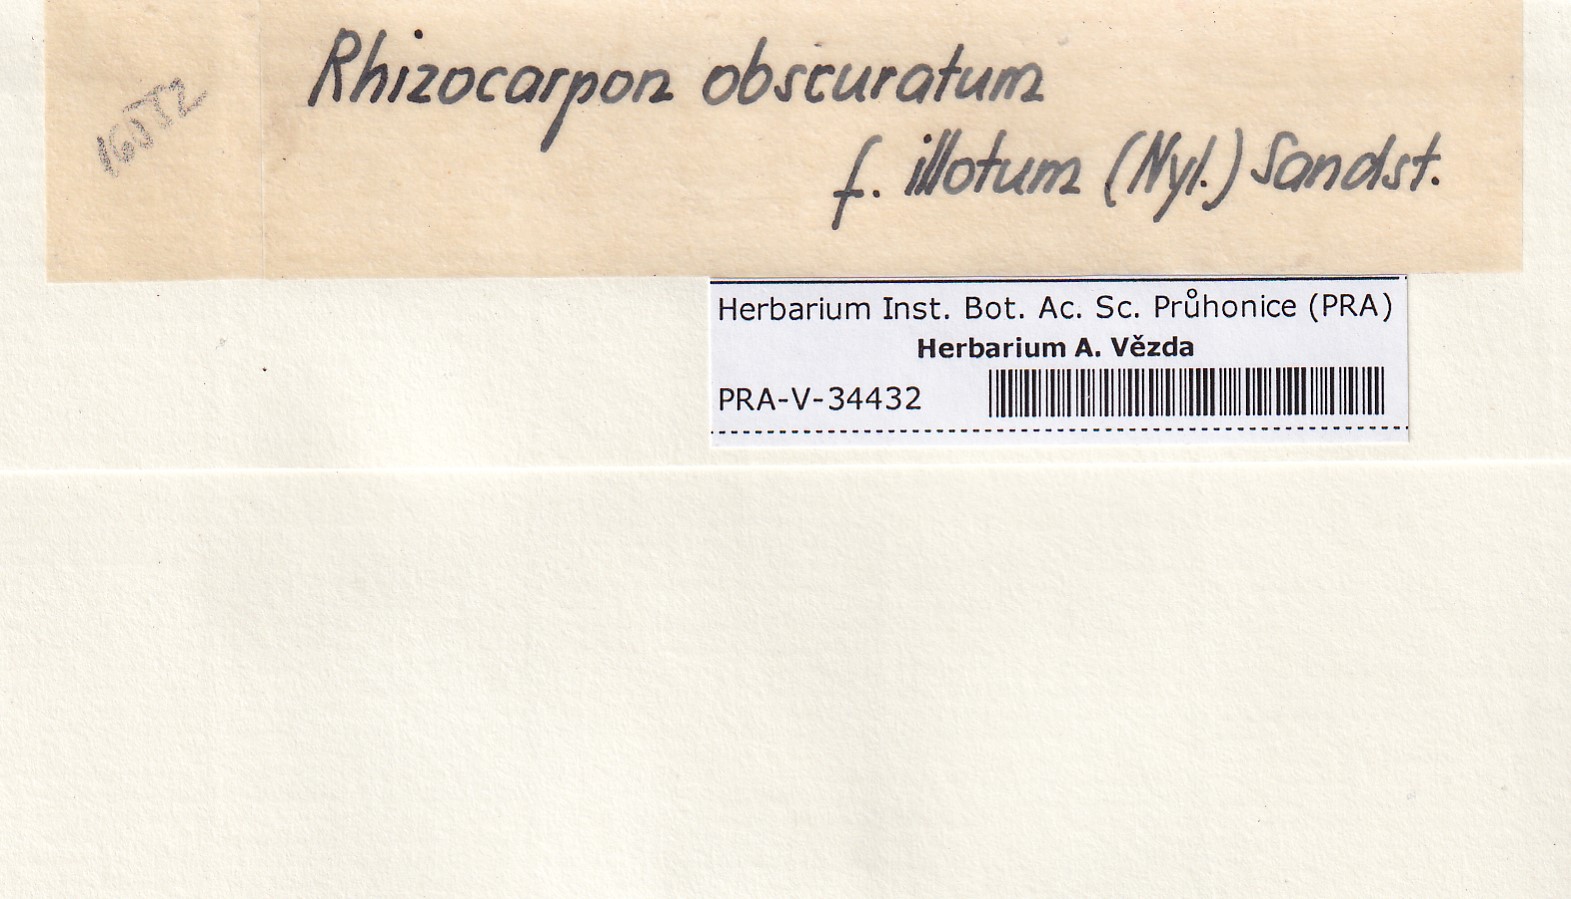 Rhizocarpon obscuratum
f. illotum (Nyl.) Sandst.
Herbarium Inst. Bot. Ac. Sc. Průhonice (PRA)
Herbarium A. Vězda
PRA-V-34432